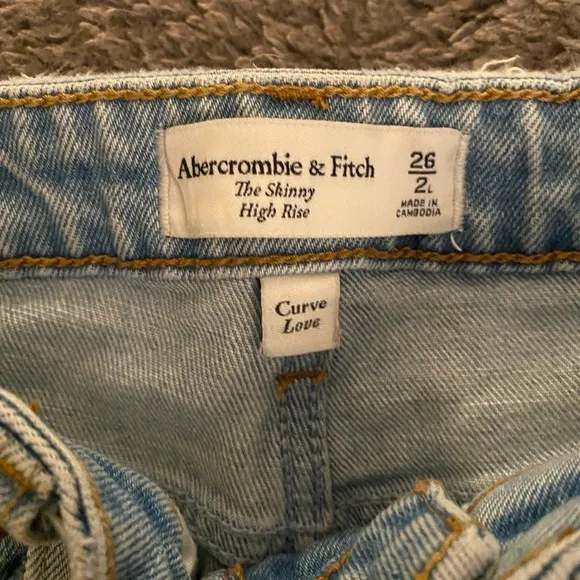 Abercrombie & Fitch
The Skinny
High Rise
26
2L
MADE IN
CAMBODIA
Curve
Love